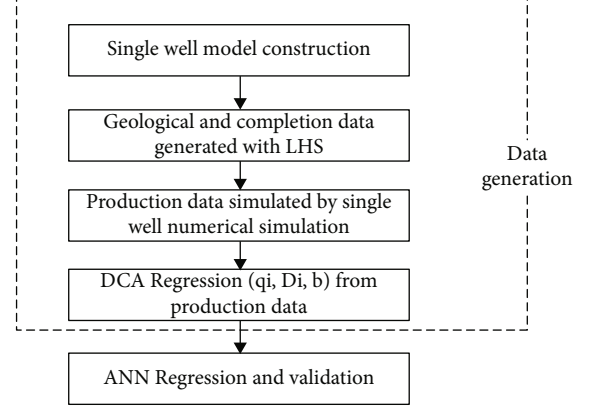 Single well model construction
Geological and completion data
generated with LHS
Production data simulated by single
well numerical simulation
DCA Regression (qi, Di, b) from
production data
ANN Regression and validation
Data
generation